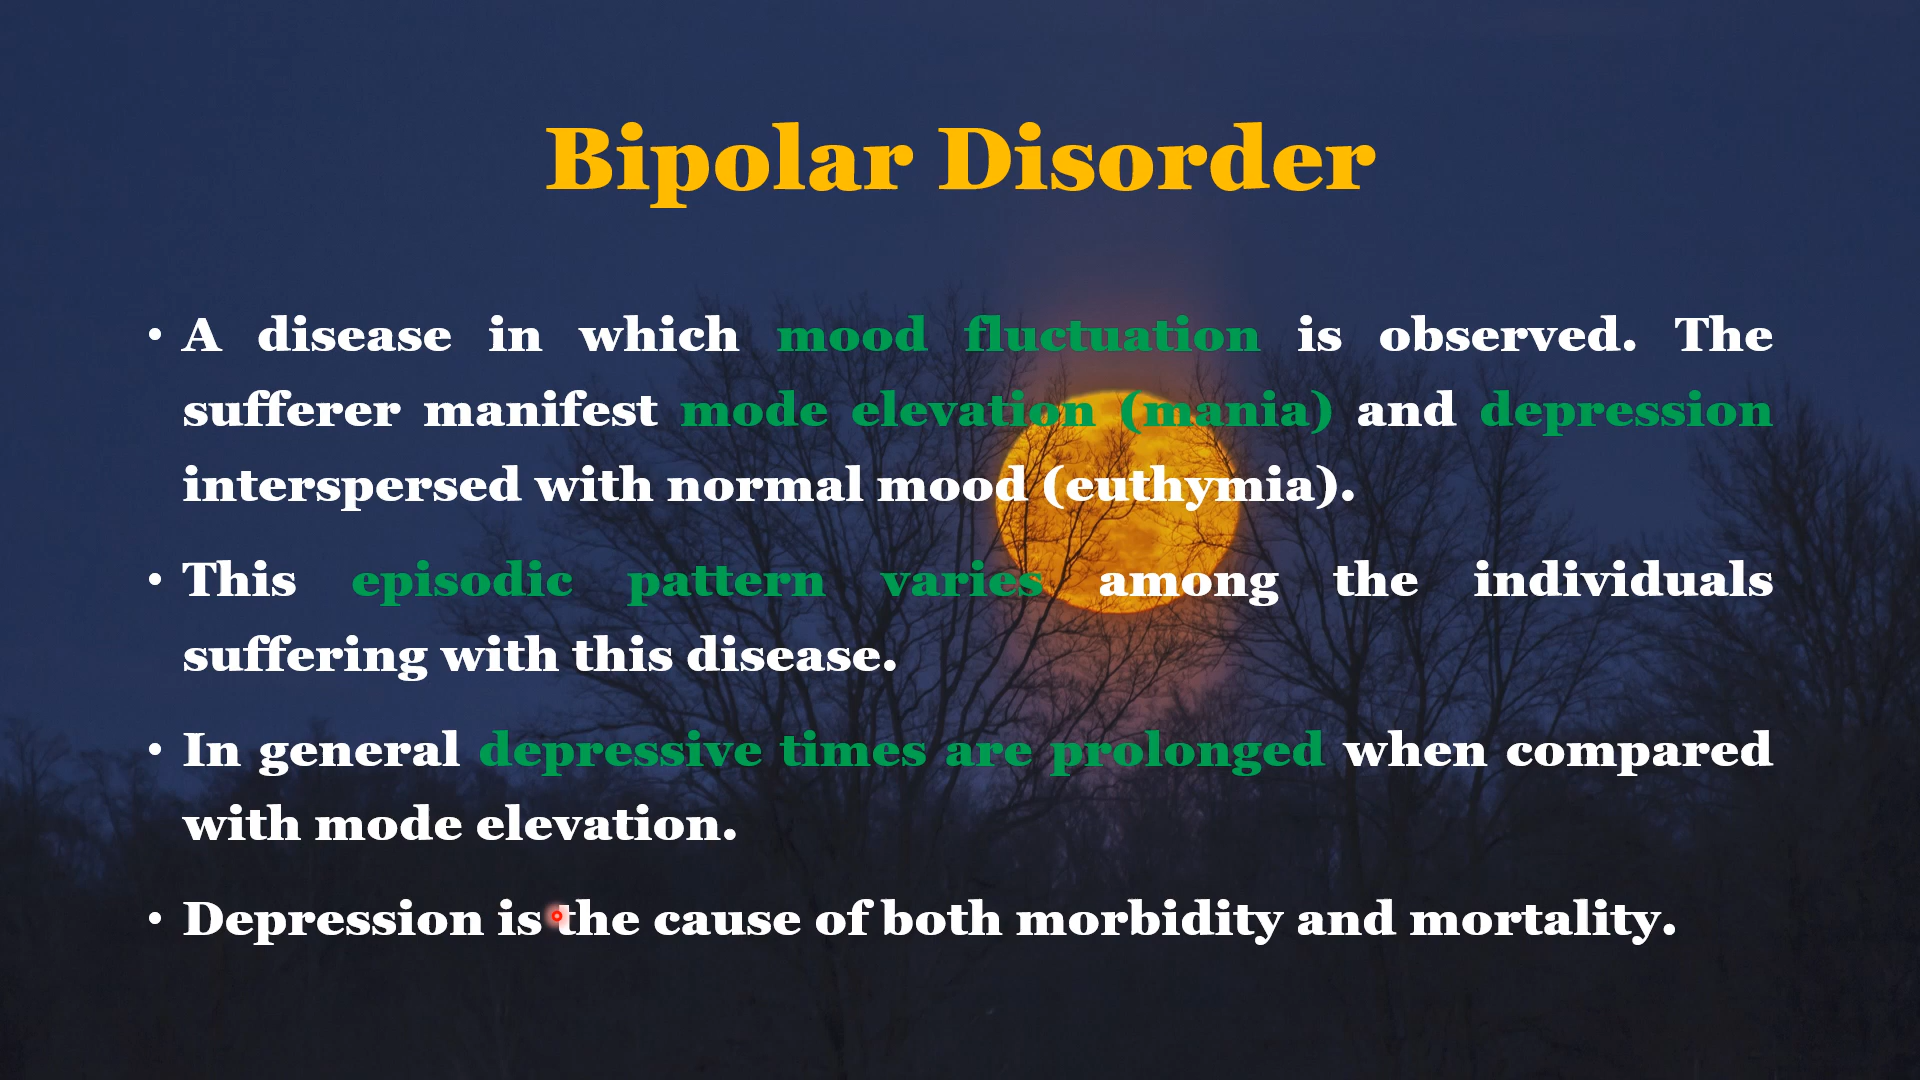 Bipolar Disorder
• A disease in which mood fluctuation is observed. The
sufferer manifest mode elevation (mania) and depression
interspersed with normal mood (euthymia).
• This episodic pattern varies among the individuals
suffering with this disease.
• In general depressive times are prolonged when compared
with mode elevation.
• Depression is the cause of both morbidity and mortality.